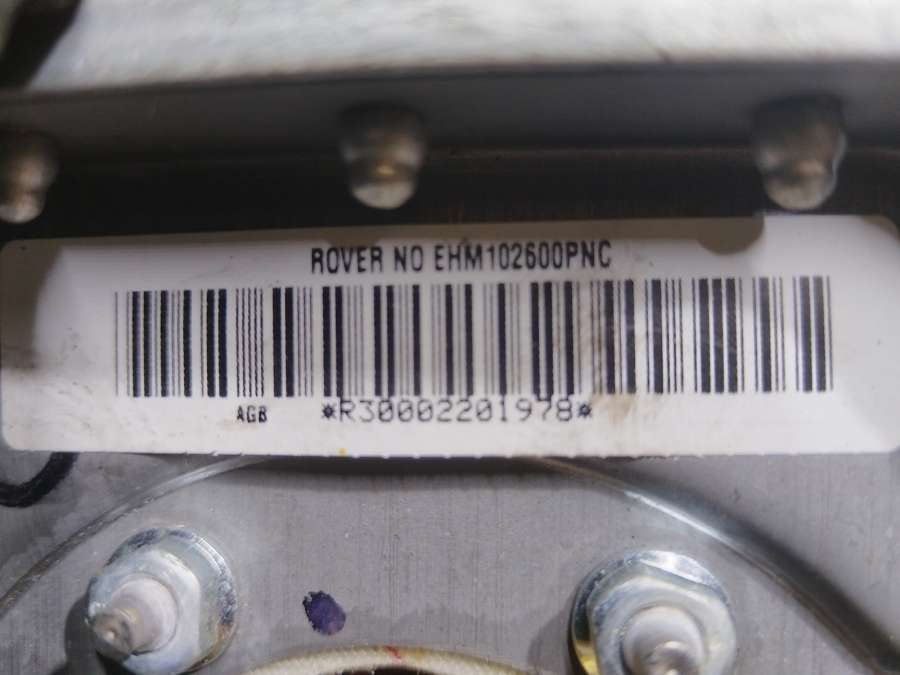 ROVER NO EHM102600PNC
AGB *R30002201978*